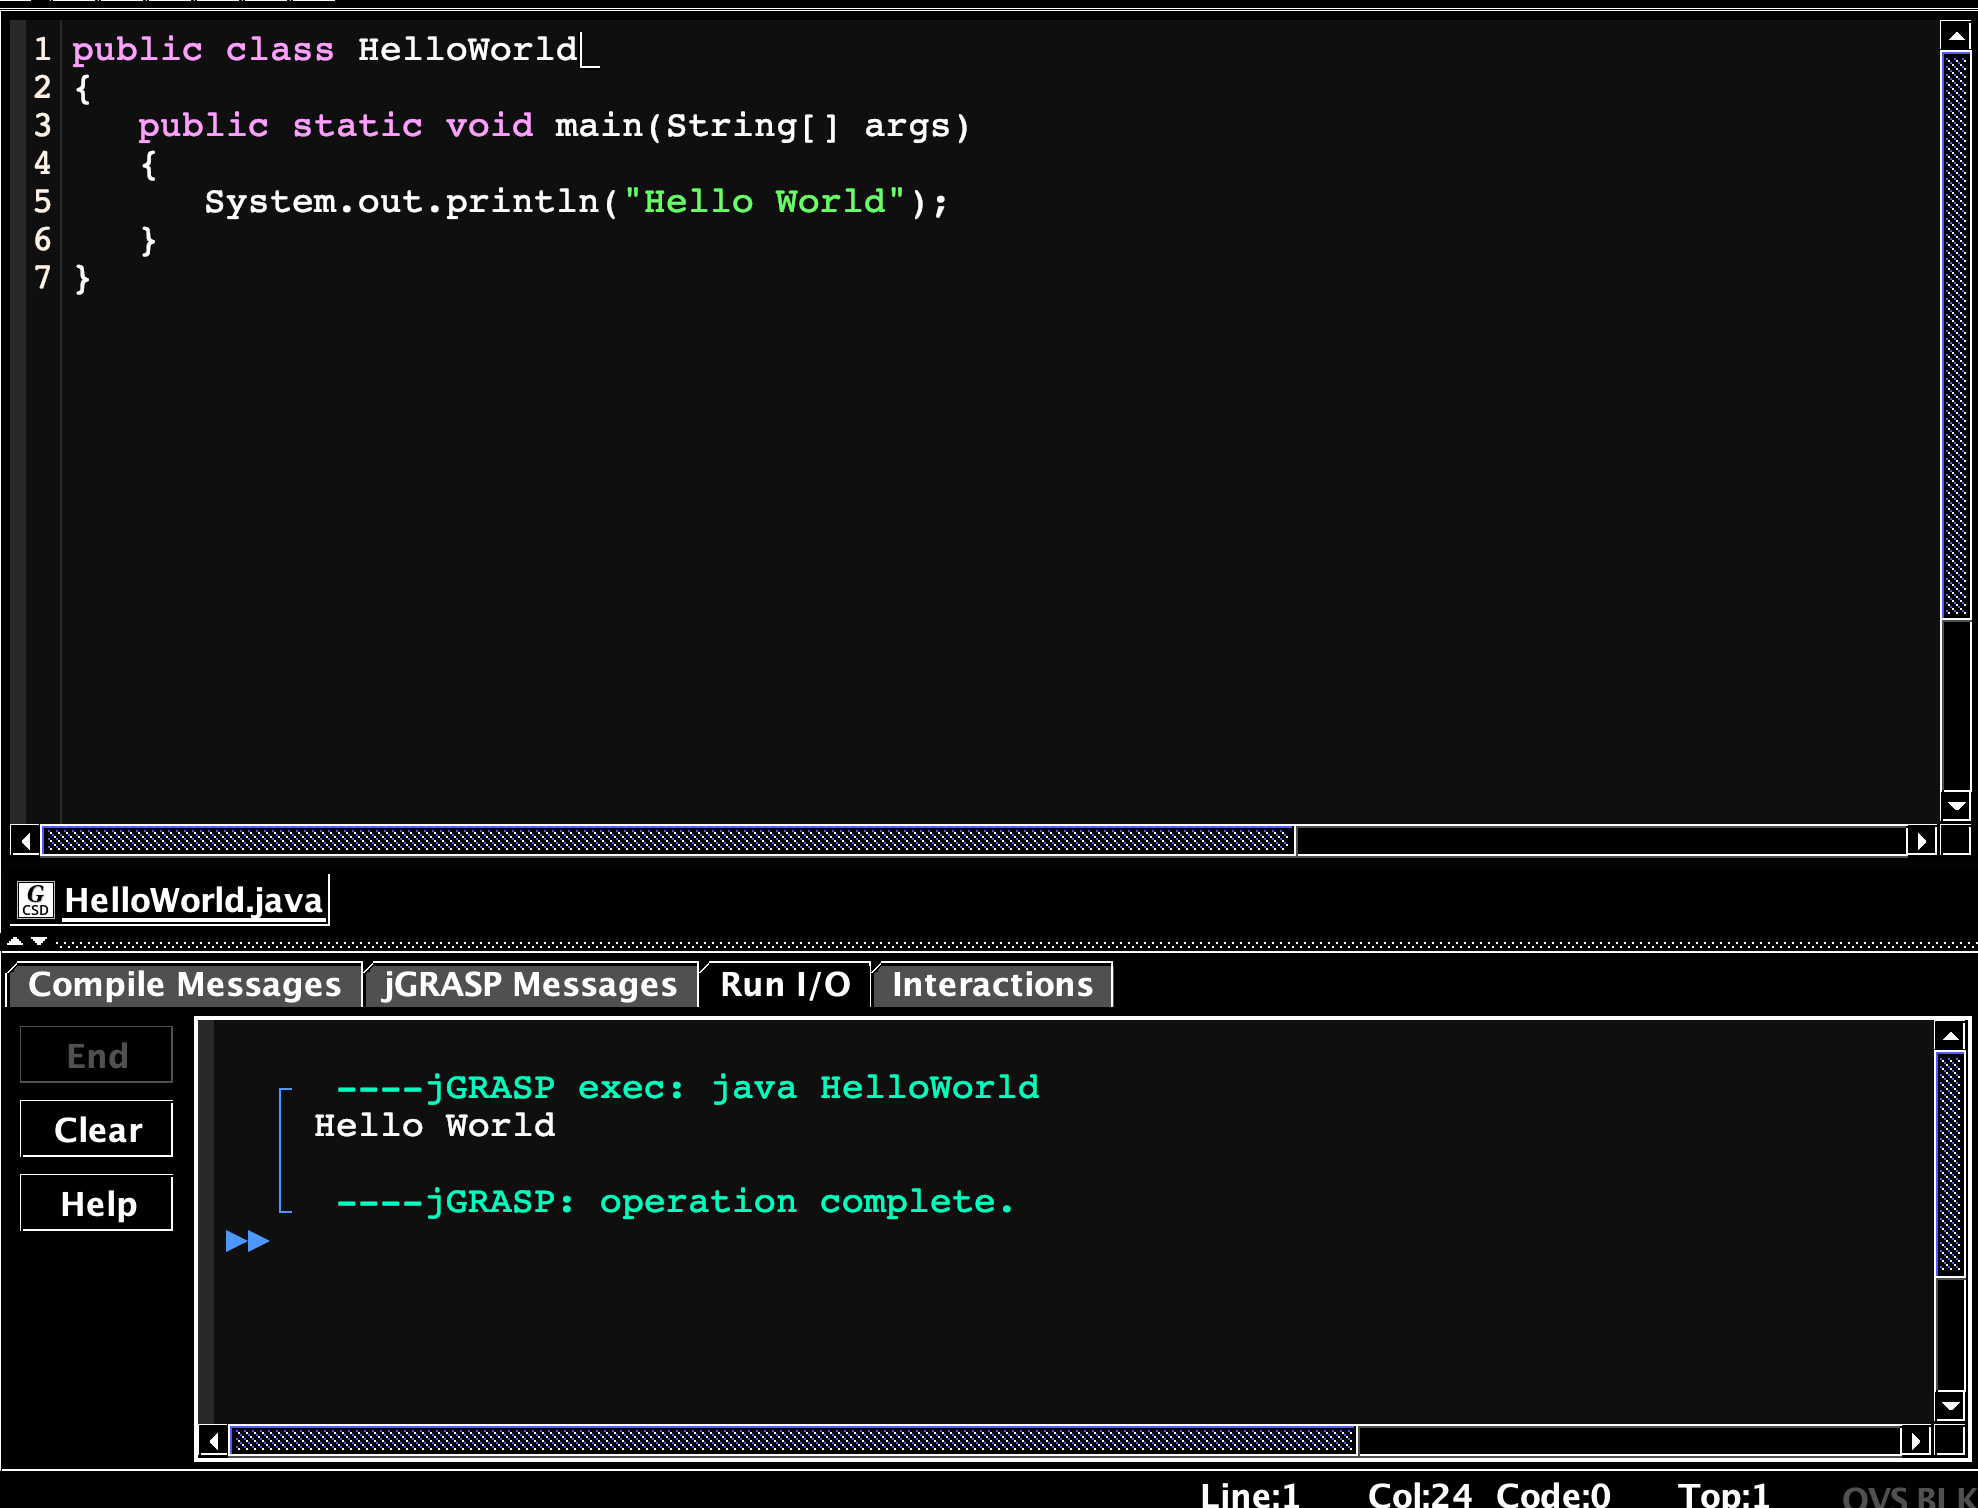 1 public class HelloWorld
2 {
3    public static void main(String[] args)
4    {
5       System.out.println("Hello World");
6    }
7 }
G CSD HelloWorld.java
Compile Messages jGRASP Messages Run I/O Interactions
End
Clear
Help
----jGRASP exec: java HelloWorld
Hello World
----jGRASP: operation complete.
Line:1 Col:24 Code:0 Top:1 OVS BLK